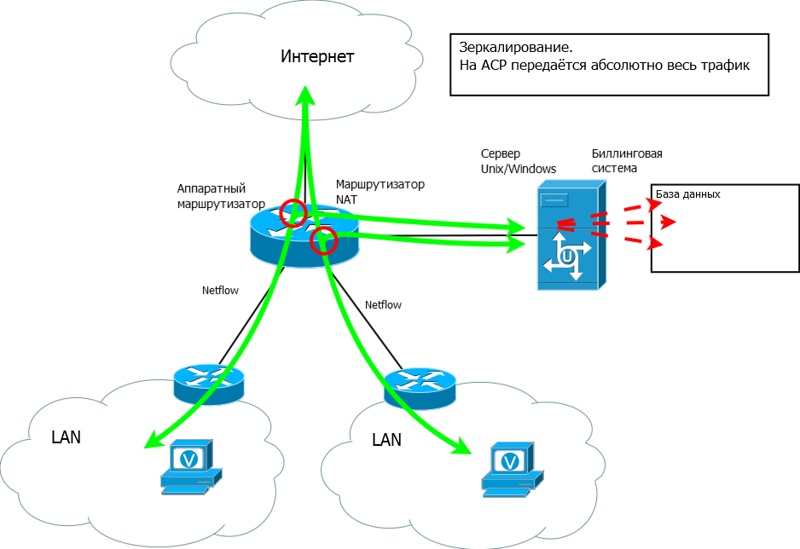 Интернет
Зеркалирование.
На АСР передаётся абсолютно весь трафик
Сервер
Unix/Windows
Биллинговая
система
Аппаратный
маршрутизатор
Маршрутизатор
NAT
База данных
U
Netflow
Netflow
LAN
V
LAN
V